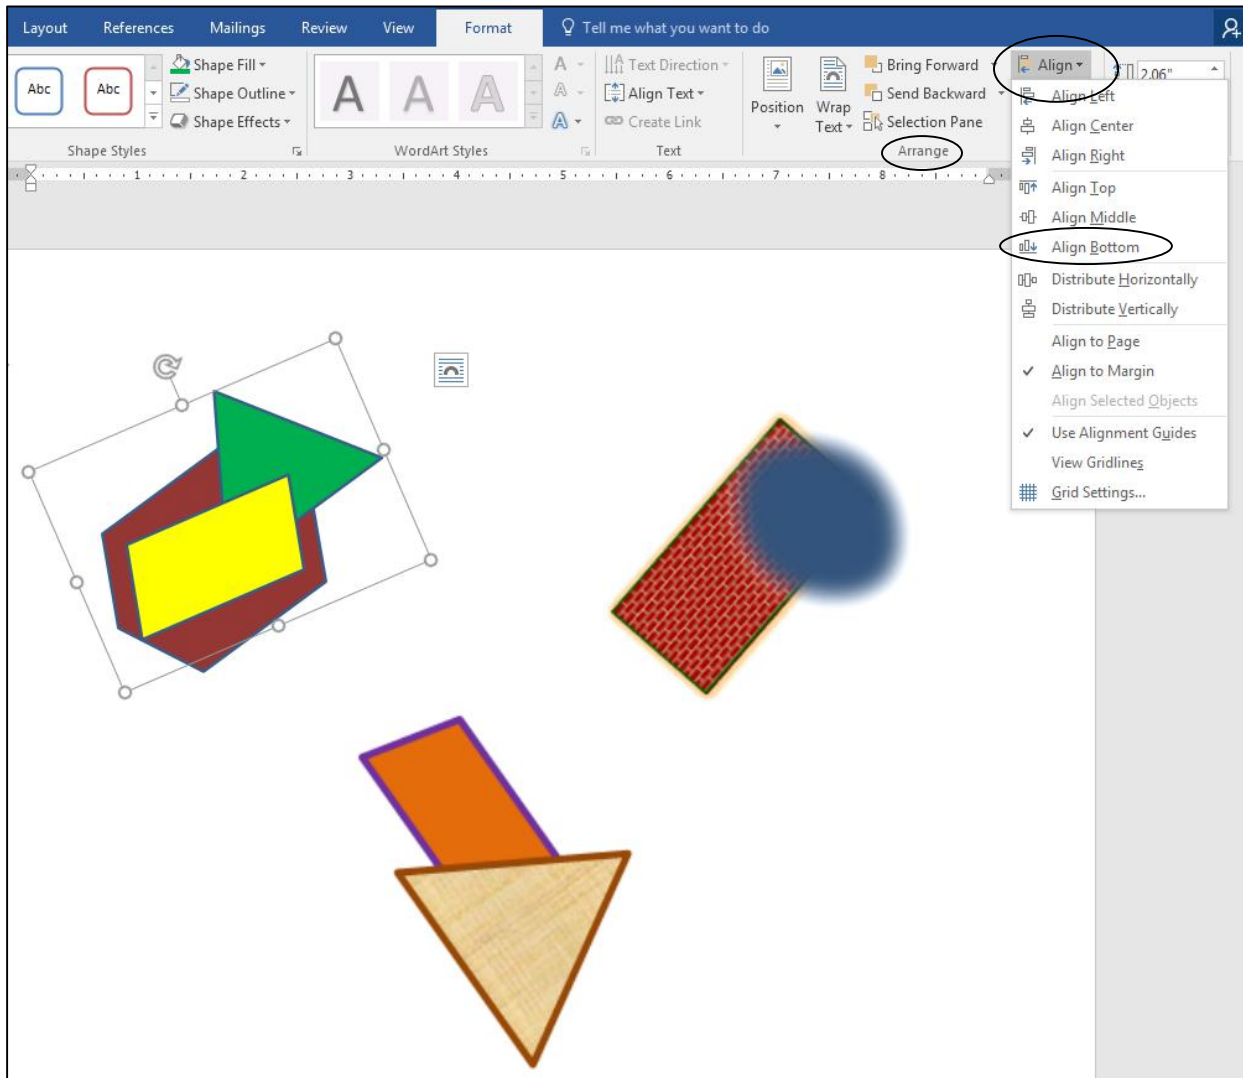 Layout References Mailings Review View Format Tell me what you want to do
Abc Abc Shape Fill A A A A Text Direction Bring Forward Align 2.06"
Shape Outline A Align Text Position Wrap Text Send Backward
Shape Effects A Create Link Selection Pane
Shape Styles WordArt Styles Text Arrange
1 2 3 4 5 6 7 8
Align Left
Align Center
Align Right
Align Top
Align Middle
Align Bottom
Distribute Horizontally
Distribute Vertically
Align to Page
Align to Margin
Align Selected Objects
Use Alignment Guides
View Gridlines
Grid Settings...